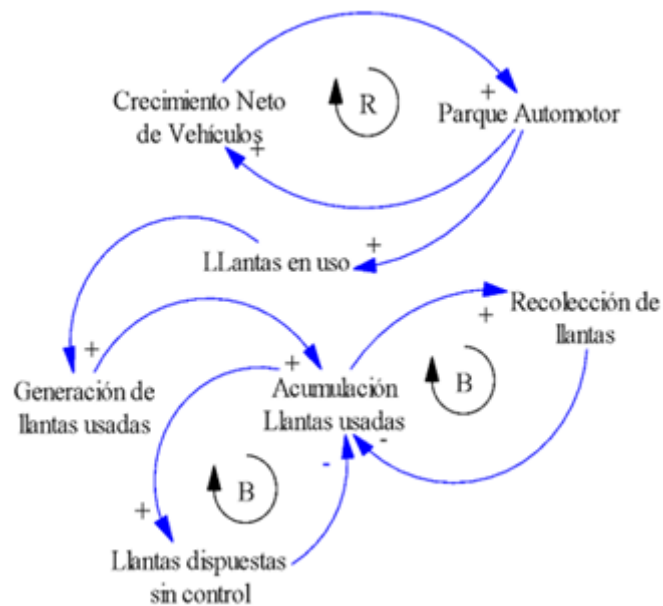 Crecimiento Neto
de Vehículos
R
+
Parque Automotor
+
LLantas en uso
+
Recolección de
llantas
+
+
Generación de
llantas usadas
+
Acumulación
Llantas usadas
B
-
-
B
+
Llantas dispuestas
sin control